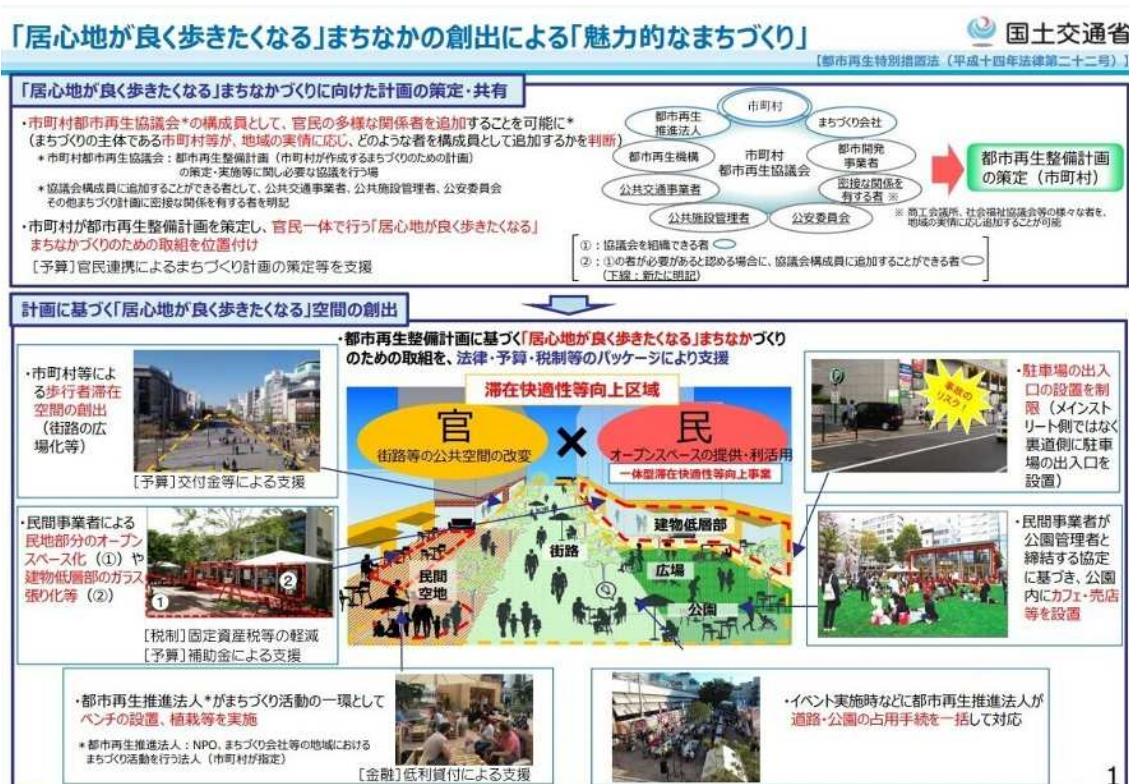 「居心地が良く歩きたくなる」まちなかの創出による「魅力的なまちづくり」
国土交通省
【都市再生特別措置法（平成十四年法律第二十二号）】
「居心地が良く歩きたくなる」まちなかづくりに向けた計画の策定・共有
・市町村都市再生協議会*の構成員として、官民の多様な関係者を追加することを可能に*
（まちづくりの主体である市町村等が、地域の実情に応じ、どのような者を構成員として追加するかを判断）
＊市町村都市再生協議会：都市再生整備計画（市町村が作成するまちづくりのための計画）
の策定・実施等に関し必要な協議を行う場
＊協議会構成員に追加することができる者として、公共交通事業者、公共施設管理者、公安委員会
その他まちづくり計画に密接な関係を有する者を明記
・市町村が都市再生整備計画を策定し、官民一体で行う「居心地が良く歩きたくなる」
まちなかづくりのための取組を位置付け
［予算］官民連携によるまちづくり計画の策定等を支援
市町村
都市再生
推進法人
まちづくり会社
都市再生機構
市町村
都市再生協議会
都市開発
事業者
公共交通事業者
密接な関係を
有する者 ※
公共施設管理者
公安委員会
都市再生整備計画
の策定（市町村）
※ 商工会議所、社会福祉協議会等の様々な者を、
地域の実情に応じ追加することが可能
①：協議会を組織できる者
②：①の者が必要があると認める場合に、協議会構成員に追加することができる者
（下線：新たに明記）
計画に基づく「居心地が良く歩きたくなる」空間の創出
・都市再生整備計画に基づく「居心地が良く歩きたくなる」まちなかづくり
のための取組を、法律・予算・税制等のパッケージにより支援
・市町村等によ
る歩行者滞在
空間の創出
（街路の広
場化等）
［予算］交付金等による支援
・民間事業者による
民地部分のオープン
スペース化（①）や
建物低層部のガラス
張り化等（②）
①
②
［税制］固定資産税等の軽減
［予算］補助金による支援
滞在快適性等向上区域
官
街路等の公共空間の改変
×
民
オープンスペースの提供・利活用
一体型滞在快適性等向上事業
建物低層部
街路
広場
民間
空地
公園
事故の
リスク！
・駐車場の出入
口の設置を制
限（メインスト
リート側ではなく
裏道側に駐車
場の出入口を
設置）
・民間事業者が
公園管理者と
締結する協定
に基づき、公園
内にカフェ・売店
等を設置
・都市再生推進法人*がまちづくり活動の一環として
ベンチの設置、植栽等を実施
＊都市再生推進法人：NPO、まちづくり会社等の地域における
まちづくり活動を行う法人（市町村が指定）
［金融］低利貸付による支援
・イベント実施時などに都市再生推進法人が
道路・公園の占用手続を一括して対応
1